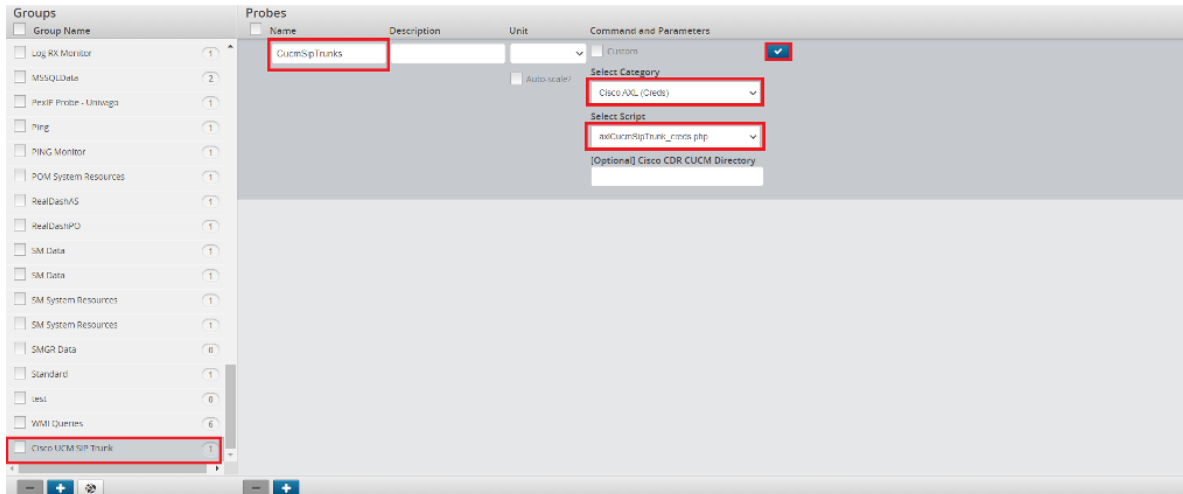 Groups
Group Name
Log RX Monitor 1
MSSQLData 2
PexIP Probe - Univago 1
Ping 1
PING Monitor 1
POM System Resources 1
RealDashAS 1
RealDashPO 1
SM Data 1
SM Data 1
SM System Resources 1
SM System Resources 1
SMGR Data 0
Standard 1
test 0
WMI Queries 6
Cisco UCM SIP Trunk 1
Probes
Name Description Unit Command and Parameters
CucmSipTrunks
Custom
Auto-scale?
Select Category
Cisco AXL (Creds)
Select Script
axlCucmSipTrunk_creds.php
[Optional] Cisco CDR CUCM Directory